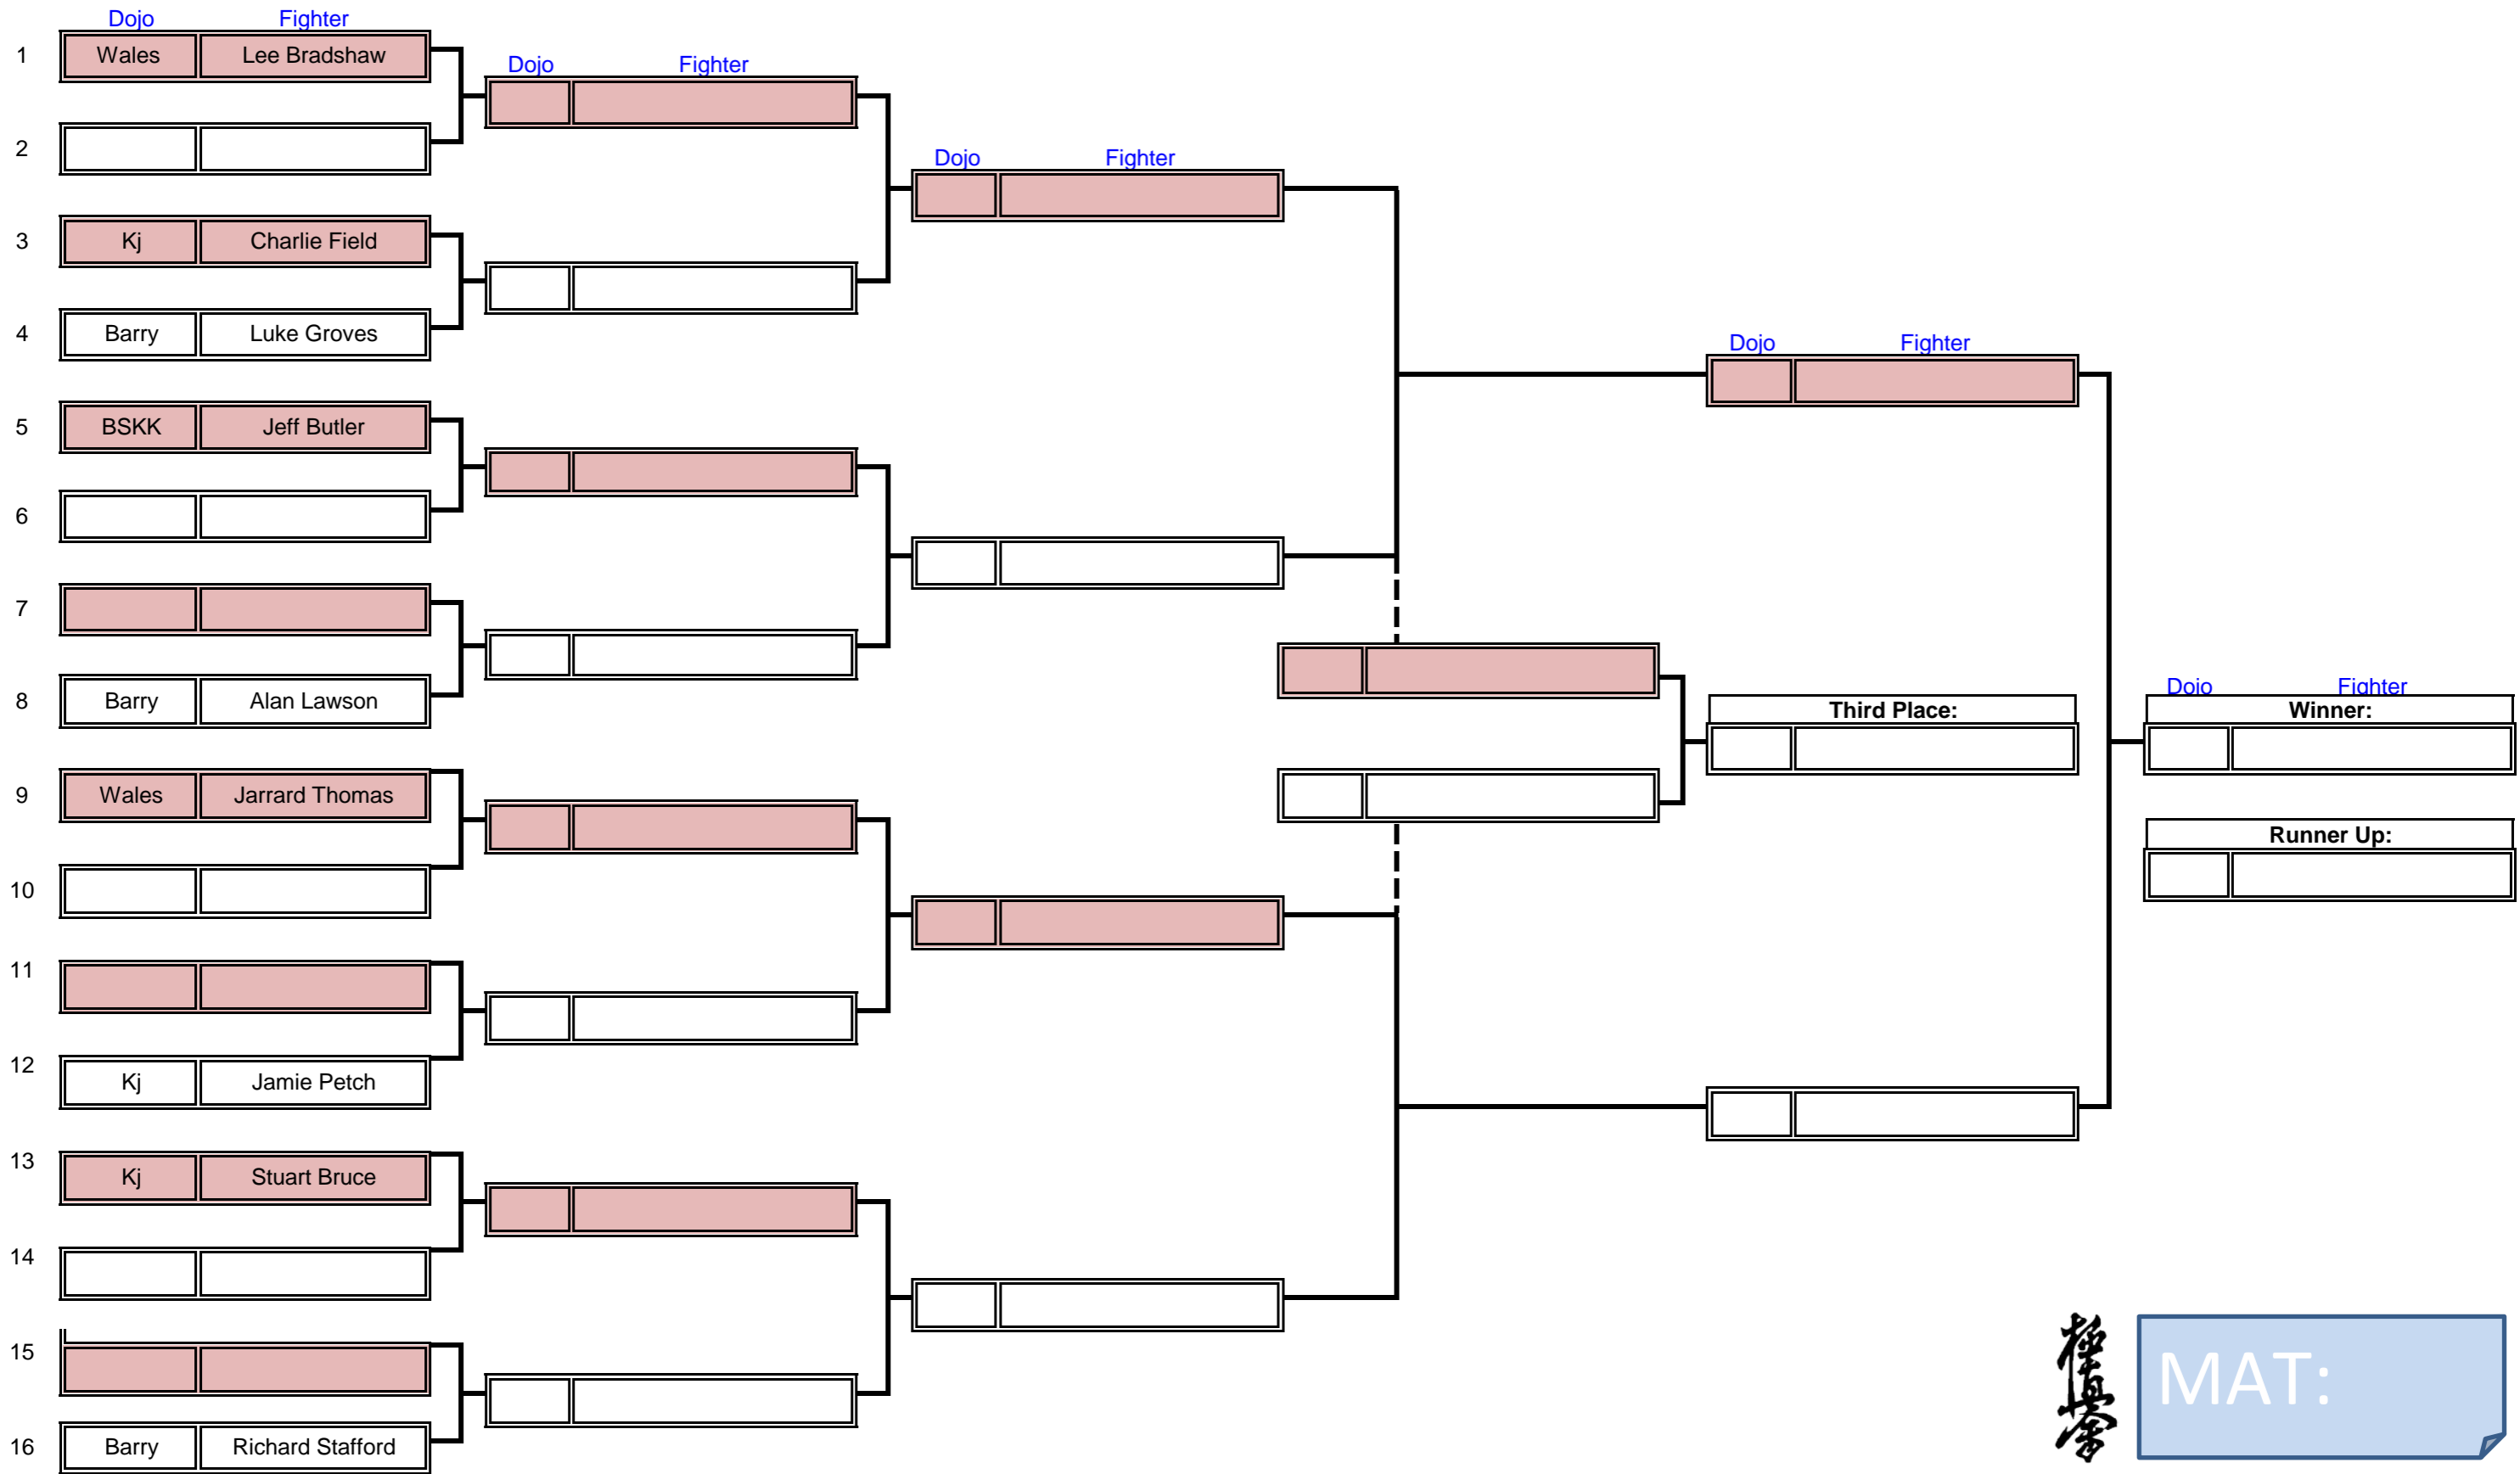 Dojo Fighter
1 Wales Lee Bradshaw
Dojo Fighter
2
Dojo Fighter
3 Kj Charlie Field
4 Barry Luke Groves
Dojo Fighter
5 BSKK Jeff Butler
6
7
8 Barry Alan Lawson
Dojo Fighter
Third Place:
Winner:
9 Wales Jarrard Thomas
Runner Up:
10
11
12 Kj Jamie Petch
13 Kj Stuart Bruce
14
15
16 Barry Richard Stafford
極真會
MAT: